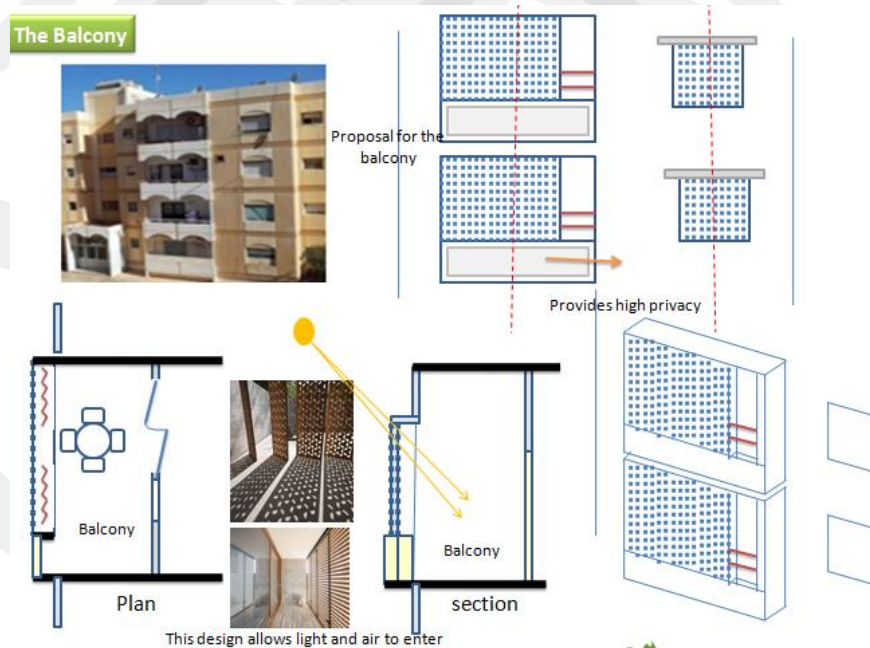 The Balcony
Proposal for the
balcony
Provides high privacy
Balcony
Plan
Balcony
section
This design allows light and air to enter